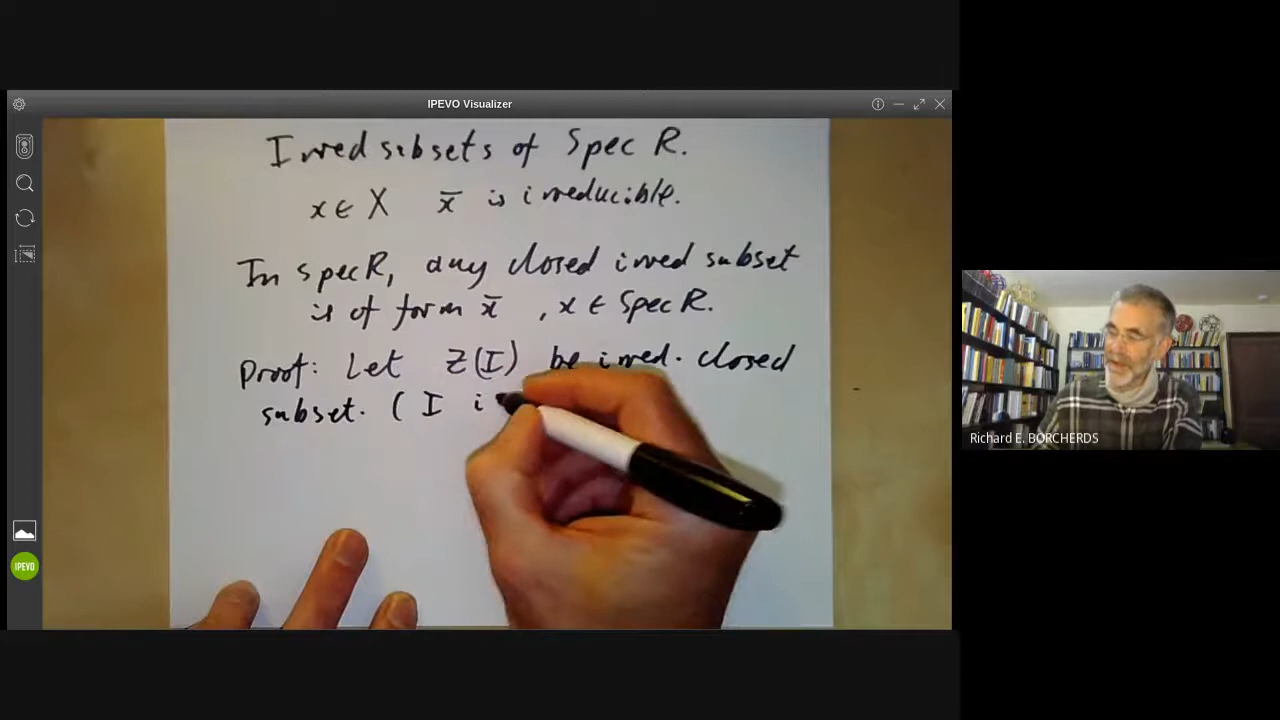 IPEVO Visualizer
Irred subsets of Spec R.
x ∈ X x̄ is irreducible.
In spec R, any closed irred subset
is of form x̄ , x ∈ Spec R.
Proof: Let Z(I) be irred. closed
subset. ( I i
Richard E. BORCHERDS
IPEVO